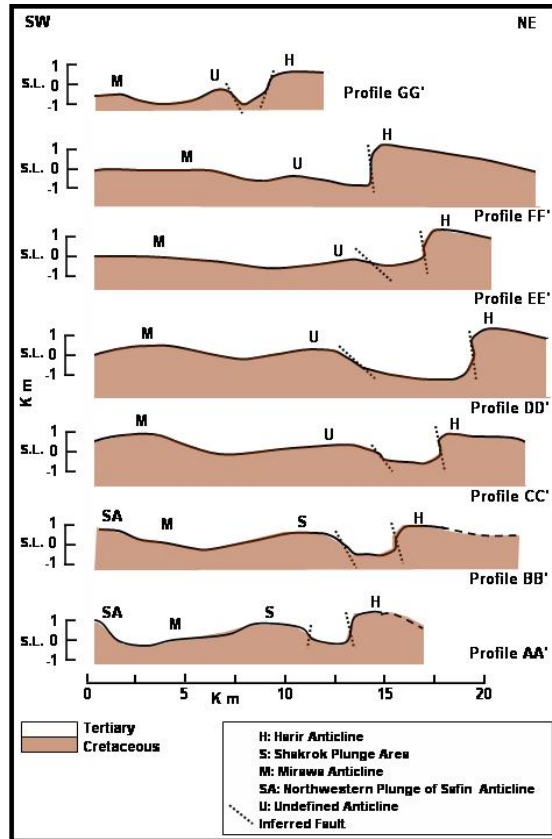 SW NE
H
M U
1
S.L. 0
-1
Profile GG'
H
M U
1
S.L. 0
-1
Profile FF'
H
M U
1
S.L. 0
-1
Profile EE'
H
M U
1
S.L. 0
-1
Km
Profile DD'
M U H
1
S.L. 0
-1
Profile CC'
SA M S H
1
S.L. 0
-1
Profile BB'
SA M S H
1
S.L. 0
-1
Profile AA'
0 5 10 15 20
Km
Tertiary
Cretaceous
H: Harir Anticline
S: Shakrok Plunge Area
M: Mirawa Anticline
SA: Northwestern Plunge of Safin Anticline
U: Undefined Anticline
Inferred Fault